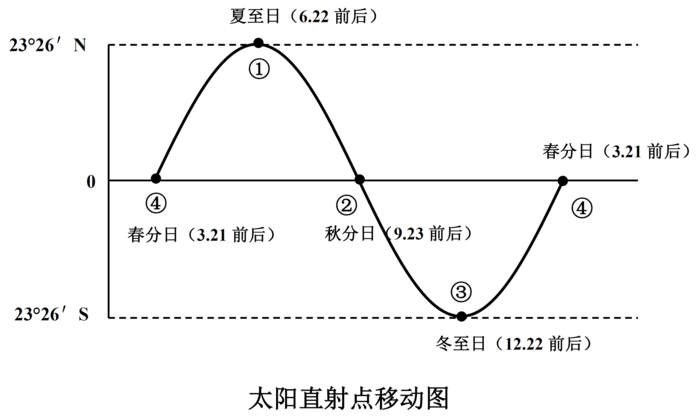 夏至日（6.22 前后）
23°26′ N
①
春分日（3.21 前后）
0
④
②
④
春分日（3.21 前后）
秋分日（9.23 前后）
③
23°26′ S
冬至日（12.22 前后）
太阳直射点移动图